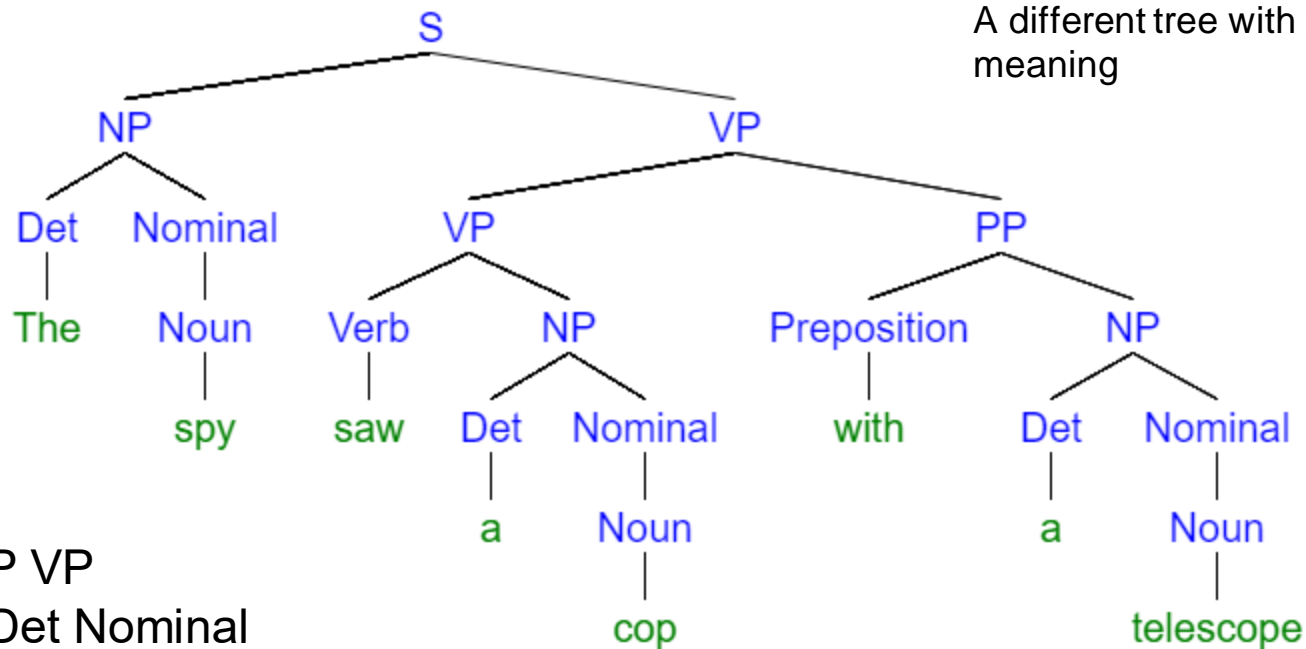 A different tree with
meaning
S
NP VP
Det Nominal VP PP
The Noun Verb NP Preposition NP
spy saw Det Nominal with Det Nominal
a Noun a Noun
P VP
Det Nominal
cop telescope